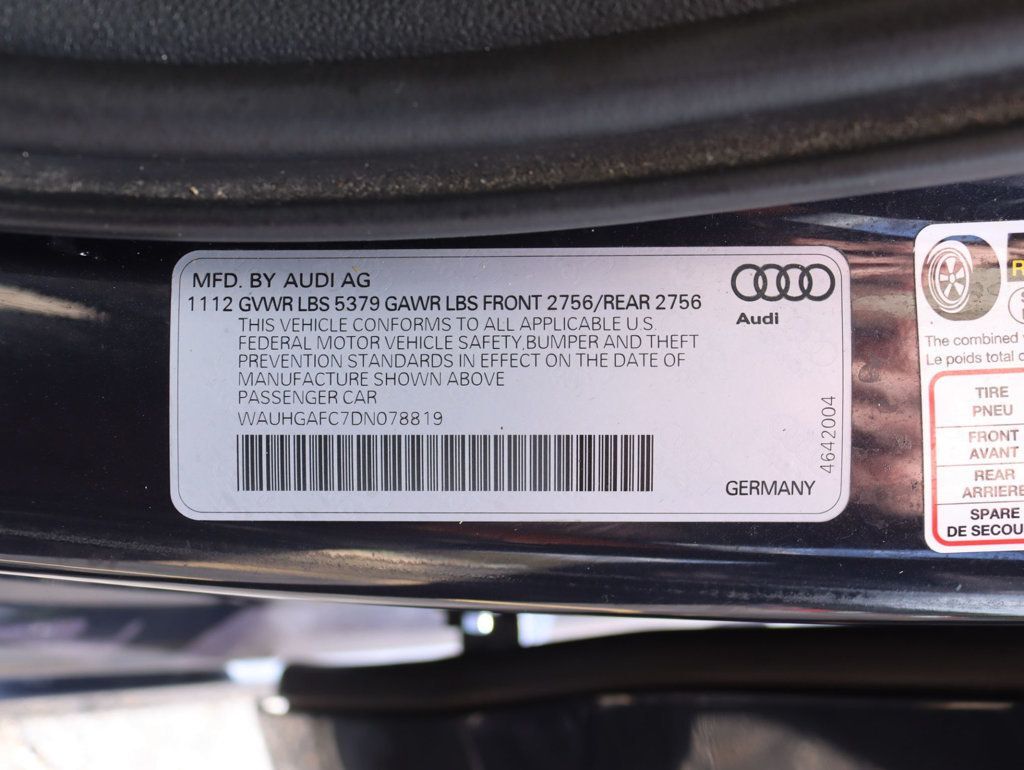 MFD. BY AUDI AG
1112 GVWR LBS 5379 GAWR LBS FRONT 2756/REAR 2756
THIS VEHICLE CONFORMS TO ALL APPLICABLE U.S.
FEDERAL MOTOR VEHICLE SAFETY,BUMPER AND THEFT
PREVENTION STANDARDS IN EFFECT ON THE DATE OF
MANUFACTURE SHOWN ABOVE
PASSENGER CAR
WAUHGAFC7DN078819
Audi
4642004
GERMANY
The combined
Le poids total
TIRE
PNEU
FRONT
AVANT
REAR
ARRIERE
SPARE
DE SECOU